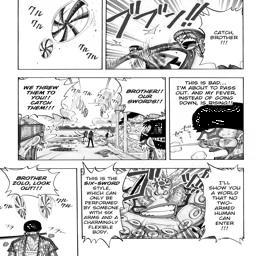 CATCH,
BROTHER
!!!
WE THREW
THEM TO
YOU!!
CATCH
THEM!!!
BROTHER!!
OUR
SWORDS!!
THIS IS BAD...
I'M ABOUT TO
PASS OUT.
AND MY FEVER,
INSTEAD OF
GOING DOWN,
IS RISING!!
BROTHER
ZOLO, LOOK
OUT!!!
THIS IS THE
SIX-SWORD
STYLE,
WHICH CAN
ONLY BE
PERFORMED BY
SOMEONE
WITH SIX
ARMS AND A
CHARMINGLY
FLEXIBLE
BODY.
I'LL
SHOW YOU
A WORLD
THAT NO
TWO-
ARMED
HUMAN
CAN
ENTER!!!